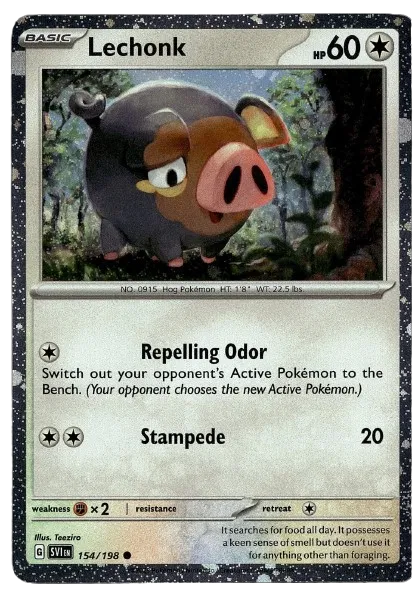 BASIC
Lechonk
HP60
NO. 0915 Hog Pokémon HT: 1'8" WT: 22.5 lbs.
Repelling Odor
Switch out your opponent's Active Pokémon to the
Bench. (Your opponent chooses the new Active Pokémon.)
Stampede 20
weakness ×2 resistance retreat
Illus. Teeziro
It searches for food all day. It possesses
a keen sense of smell but doesn't use it
for anything other than foraging.
G SVI EN 154/198